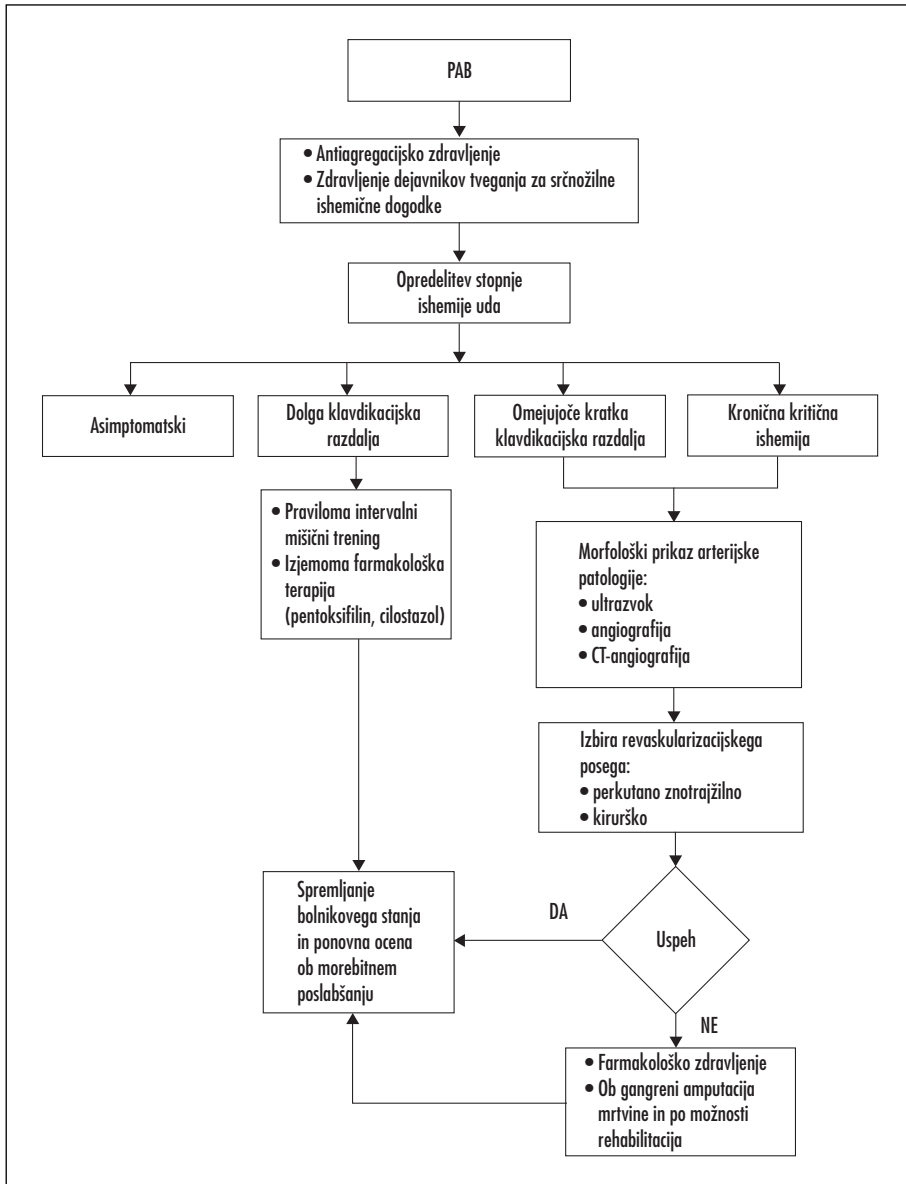 PAB
• Antiagregacijsko zdravljenje
• Zdravljenje dejavnikov tveganja za srčnožilne
ishemične dogodke
Opredelitev stopnje
ishemije uda
Asimptomatski
Dolga klavdikacijska
razdalja
Omejujoče kratka
klavdikacijska razdalja
Kronična kritična
ishemija
• Praviloma intervalni
mišični trening
• Izjemoma farmakološka
terapija
(pentoksifilin, cilostazol)
Morfološki prikaz arterijske
patologije:
• ultrazvok
• angiografija
• CT-angiografija
Izbira revaskularizacijskega
posega:
• perkutano znotrajžilno
• kirurško
Spremljanje
bolnikovega stanja
in ponovna ocena
ob morebitnem
poslabšanju
DA
Uspeh
NE
• Farmakološko zdravljenje
• Ob gangreni amputacija
mrtvine in po možnosti
rehabilitacija